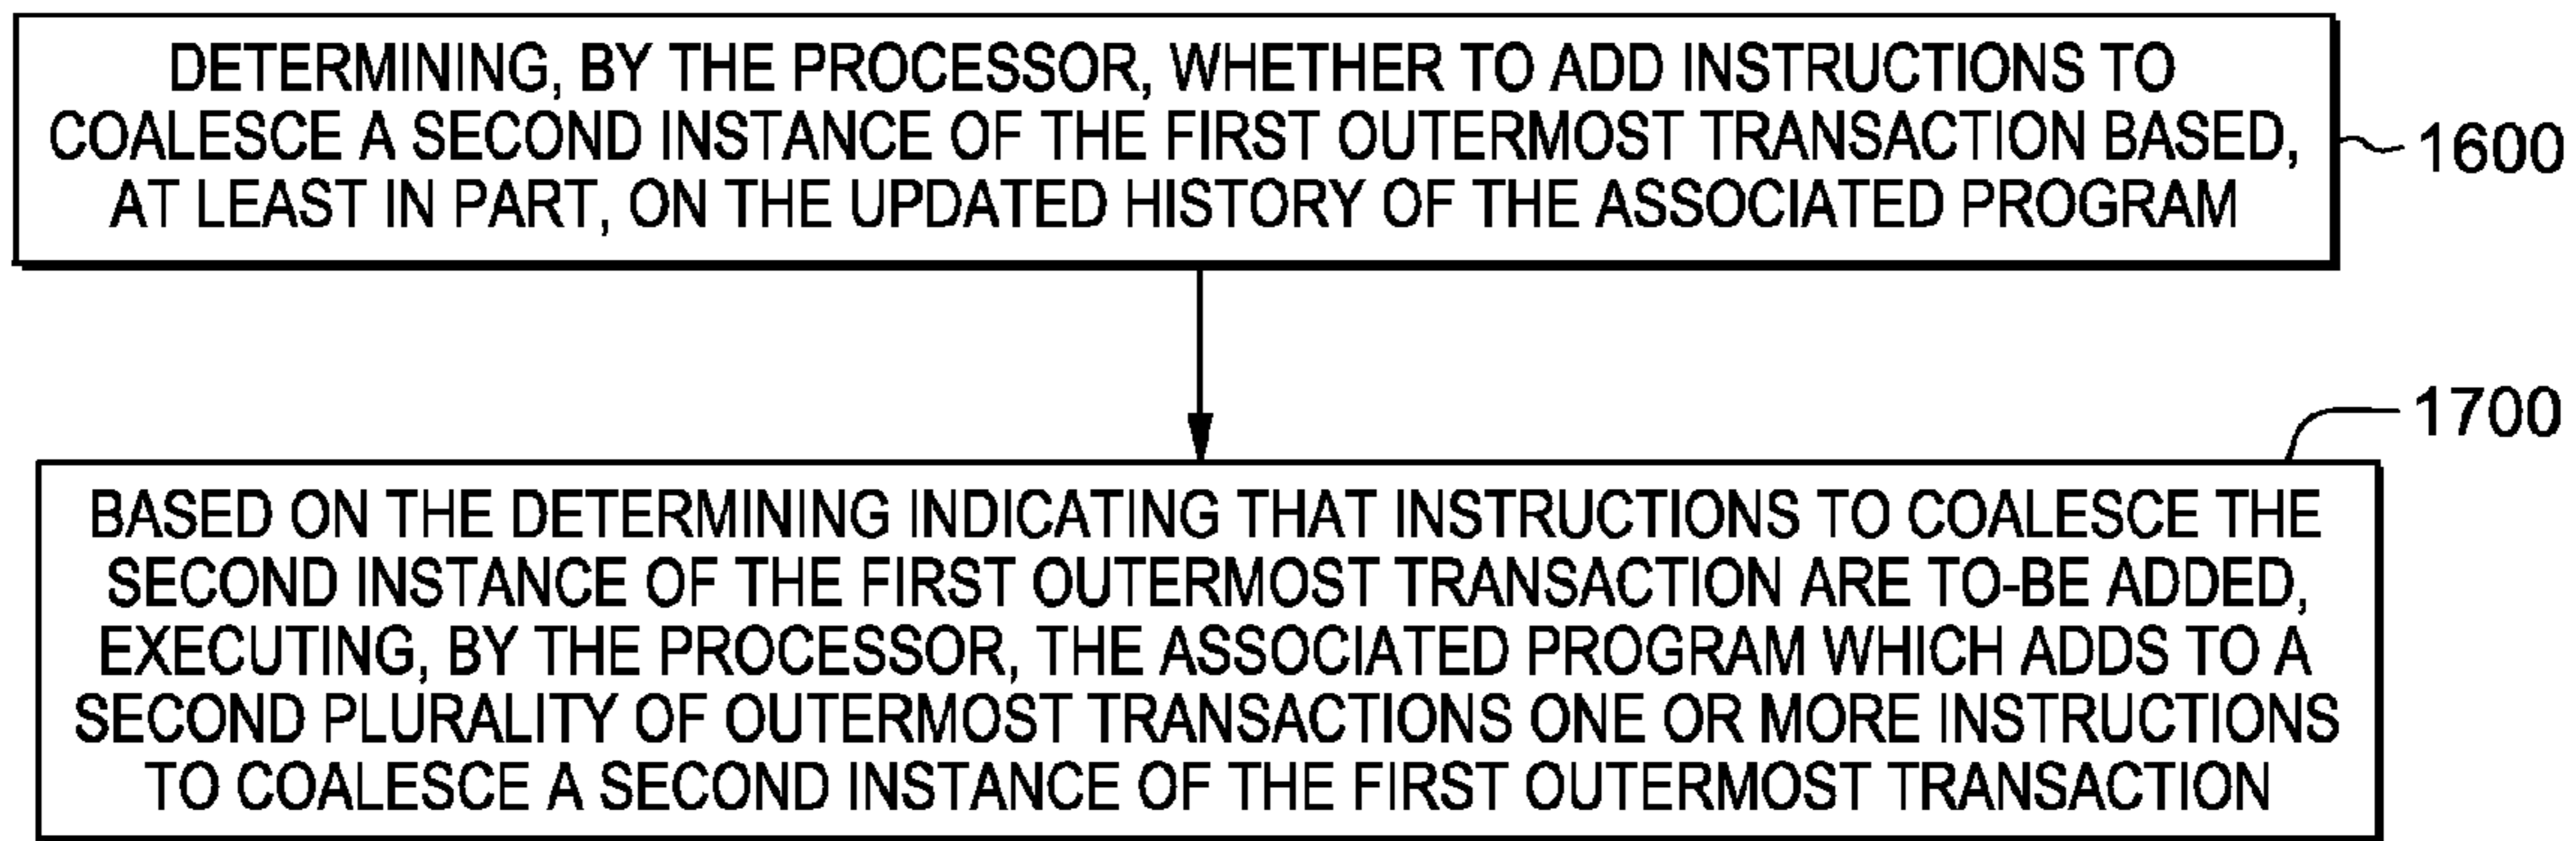 DETERMINING, BY THE PROCESSOR, WHETHER TO ADD INSTRUCTIONS TO
COALESCE A SECOND INSTANCE OF THE FIRST OUTERMOST TRANSACTION BASED,
AT LEAST IN PART, ON THE UPDATED HISTORY OF THE ASSOCIATED PROGRAM
1600
1700
BASED ON THE DETERMINING INDICATING THAT INSTRUCTIONS TO COALESCE THE
SECOND INSTANCE OF THE FIRST OUTERMOST TRANSACTION ARE TO-BE ADDED,
EXECUTING, BY THE PROCESSOR, THE ASSOCIATED PROGRAM WHICH ADDS TO A
SECOND PLURALITY OF OUTERMOST TRANSACTIONS ONE OR MORE INSTRUCTIONS
TO COALESCE A SECOND INSTANCE OF THE FIRST OUTERMOST TRANSACTION